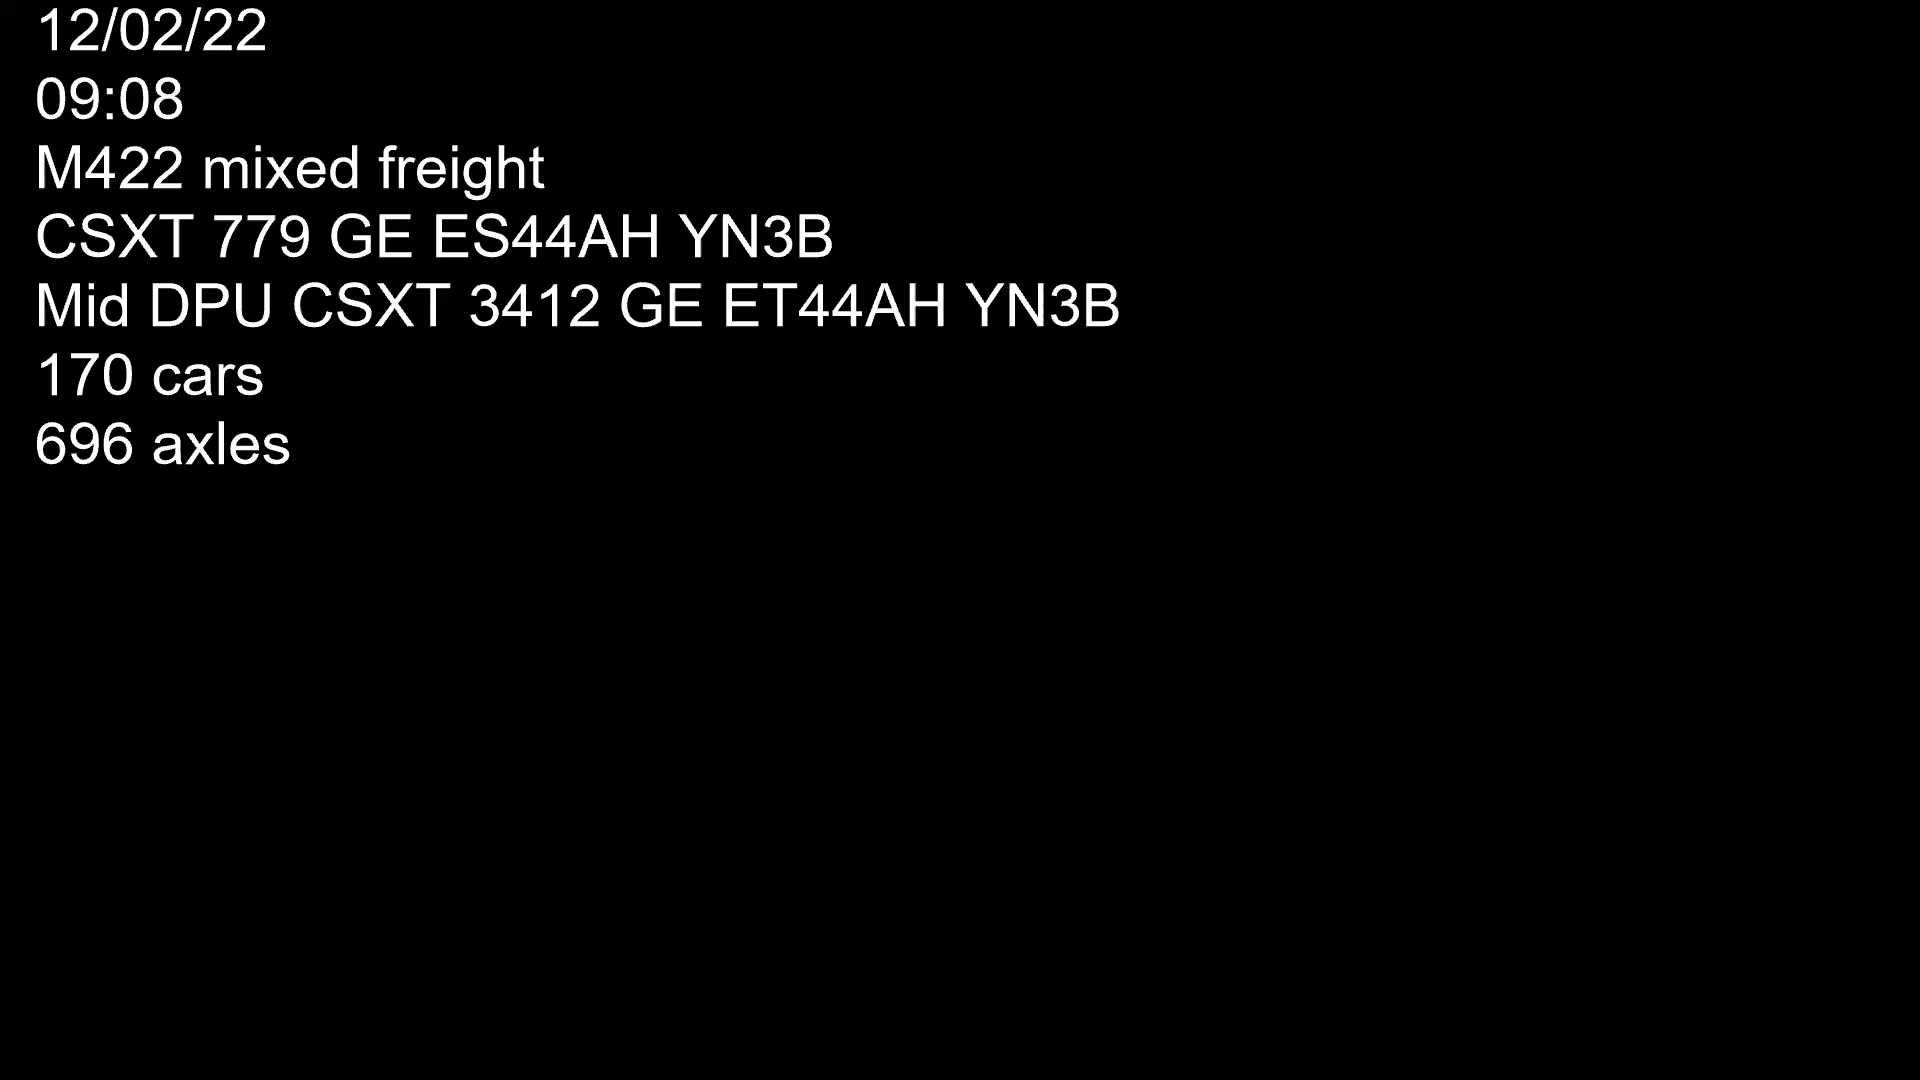 12/02/22
09:08
M422 mixed freight
CSXT 779 GE ES44AH YN3B
Mid DPU CSXT 3412 GE ET44AH YN3B
170 cars
696 axles